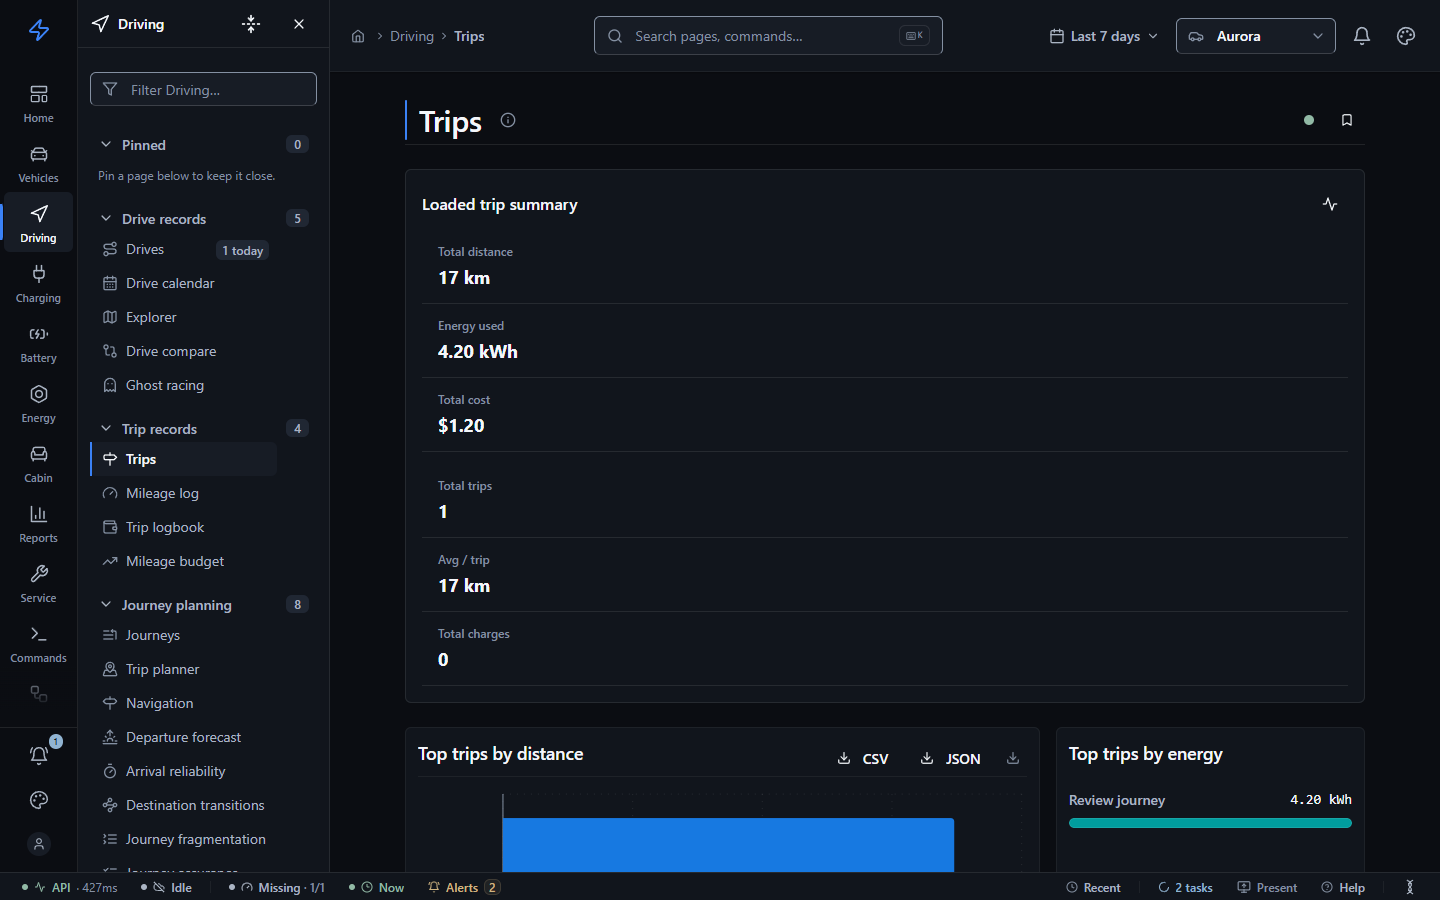 Driving
Driving
Trips
Search pages, commands...
K
Last 7 days
Aurora
Home
Vehicles
Driving
Charging
Battery
Energy
Cabin
Reports
Service
Commands
1
Filter Driving...
Pinned
0
Pin a page below to keep it close.
Drive records
5
Drives
1 today
Drive calendar
Explorer
Drive compare
Ghost racing
Trip records
4
Trips
Mileage log
Trip logbook
Mileage budget
Journey planning
8
Journeys
Trip planner
Navigation
Departure forecast
Arrival reliability
Destination transitions
Journey fragmentation
Journey assurance
Trips
Loaded trip summary
Total distance
17 km
Energy used
4.20 kWh
Total cost
$1.20
Total trips
1
Avg / trip
17 km
Total charges
0
Top trips by distance
CSV
JSON
Top trips by energy
Review journey
4.20 kWh
API · 427ms
Idle
Missing · 1/1
Now
Alerts 2
Recent
2 tasks
Present
Help